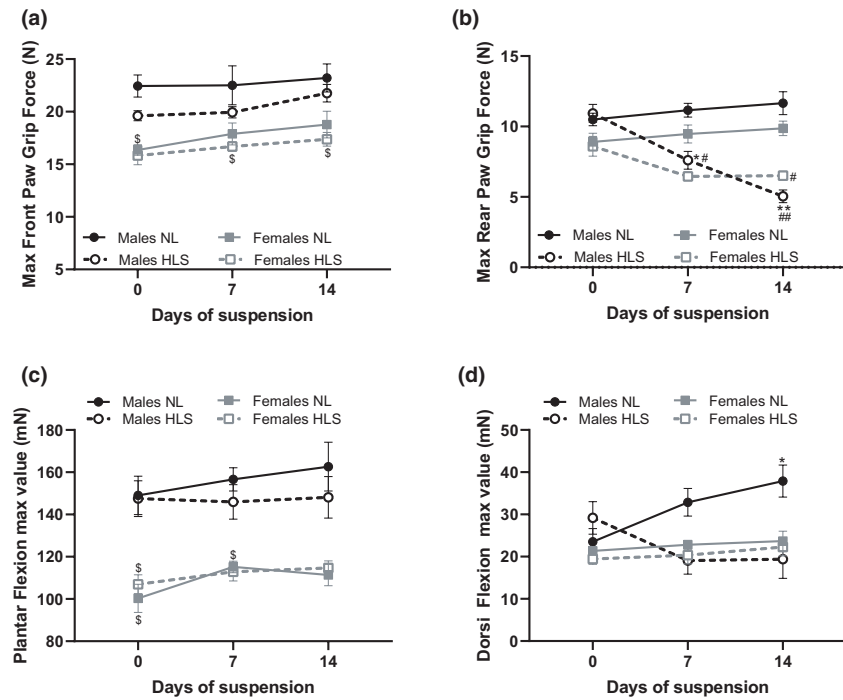 (a)
Max Front Paw Grip Force (N)
25
20
15
10
5
$
$
$
Males NL
Females NL
Males HLS
Females HLS
0
7
14
Days of suspension
(b)
Max Rear Paw Grip Force (N)
15
10
5
0
*#
#
**
##
Males NL
Females NL
Males HLS
Females HLS
0
7
14
Days of suspension
(c)
Males NL
Females NL
Males HLS
Females HLS
Plantar Flexion max value (mN)
180
160
140
120
100
80
$
$
$
0
7
14
Days of suspension
(d)
Males NL
Females NL
Males HLS
Females HLS
Dorsi Flexion max value (mN)
50
40
30
20
10
0
*
0
7
14
Days of suspension